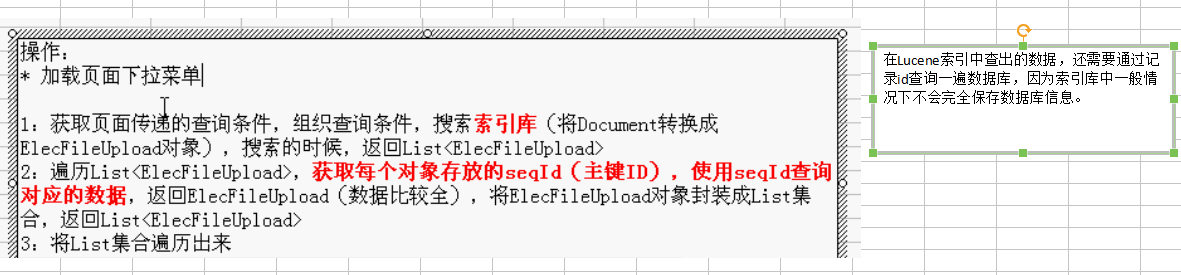 操作：
* 加载页面下拉菜单
1：获取页面传递的查询条件，组织查询条件，搜索索引库（将Document转换成
ElecFileUpload对象），搜索的时候，返回List<ElecFileUpload>
2：遍历List<ElecFileUpload>，获取每个对象存放的seqId（主键ID），使用seqId查询
对应的数据，返回ElecFileUpload（数据比较全），将ElecFileUpload对象封装成List集
合，返回List<ElecFileUpload>
3：将List集合遍历出来
在Lucene索引中查出的数据，还需要通过记
录id查询一遍数据库，因为索引库中一般情
况下不会完全保存数据库信息。